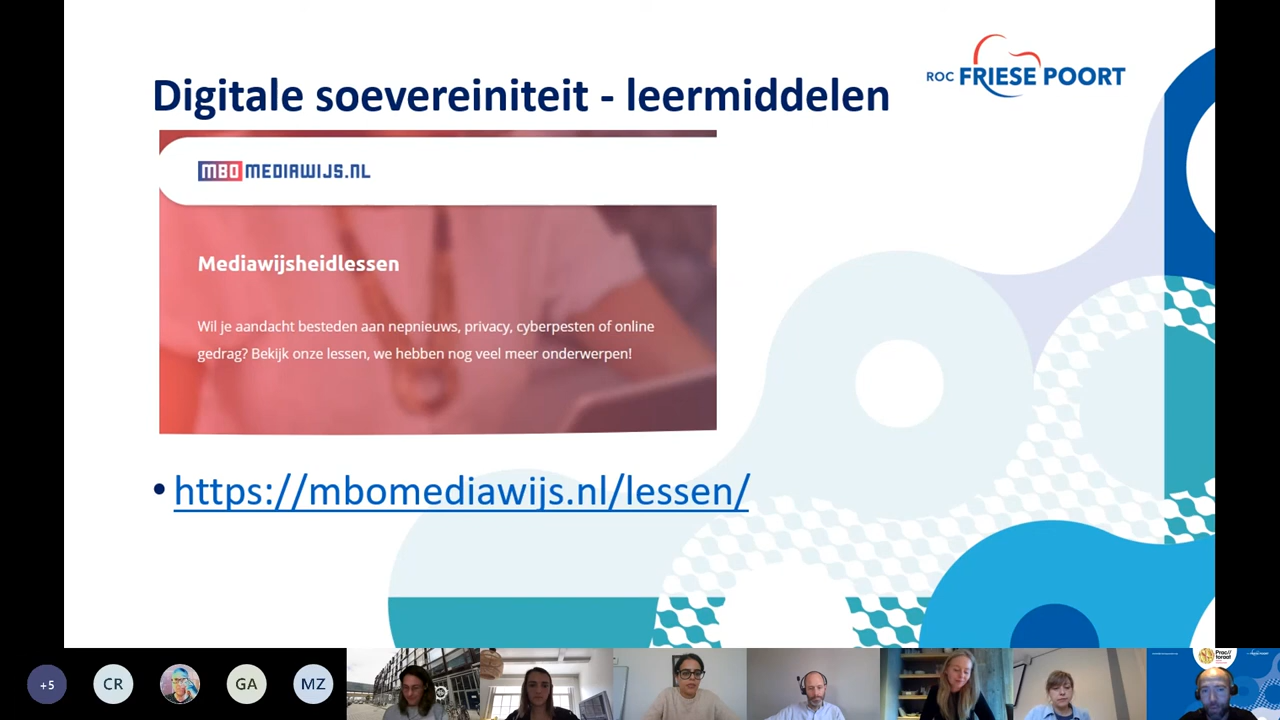 Digitale soevereiniteit - leermiddelen
ROC FRIESE POORT
MBO MEDIAWIJS.NL
Mediawijsheidlessen
Wil je aandacht besteden aan nepnieuws, privacy, cyberpesten of online
gedrag? Bekijk onze lessen, we hebben nog veel meer onderwerpen!
• https://mbomediawijs.nl/lessen/
+5
CR
GA
MZ